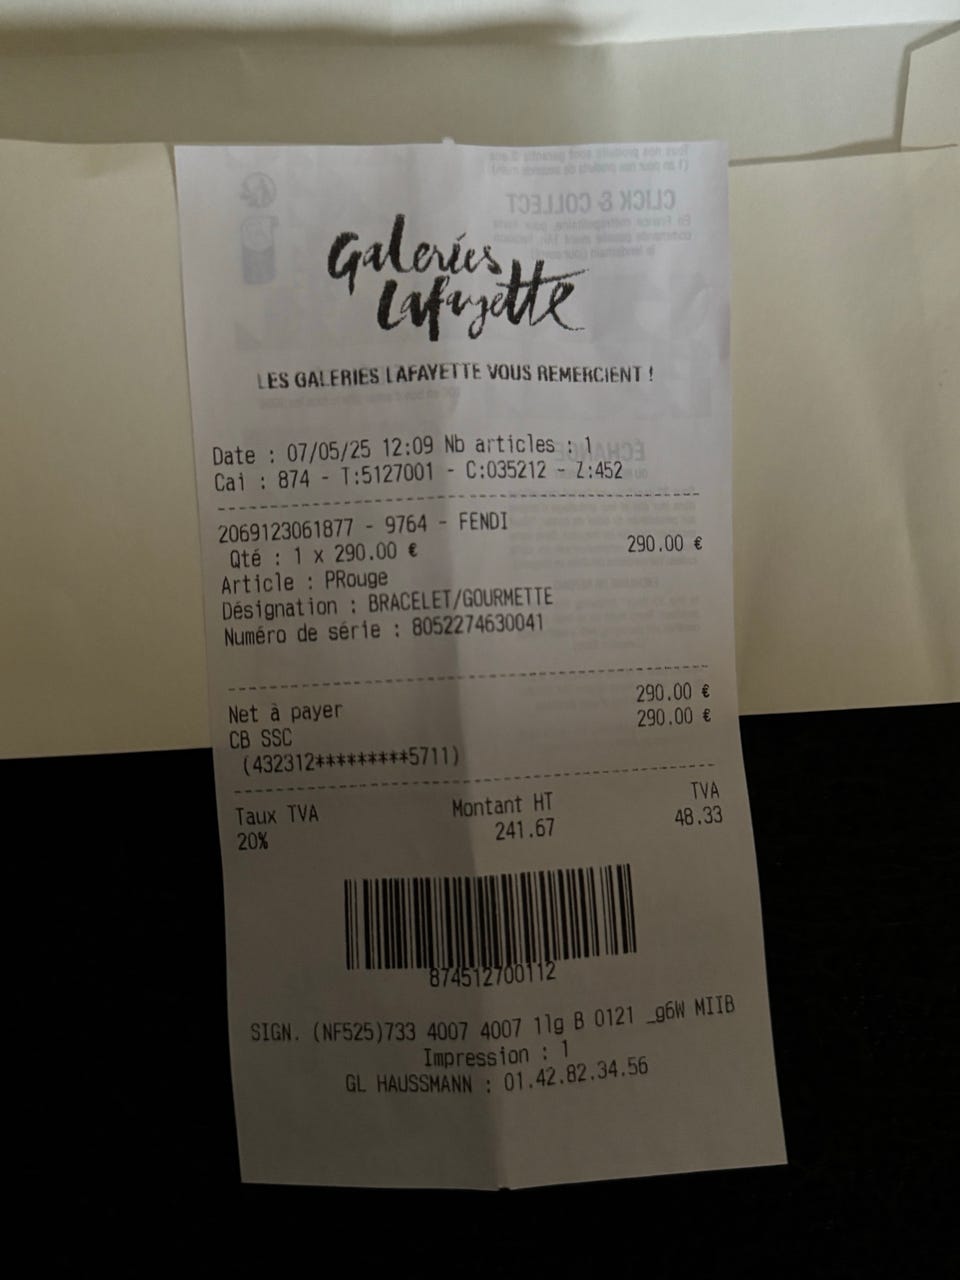 Galeries
Lafayette
LES GALERIES LAFAYETTE VOUS REMERCIENT !
Date : 07/05/25 12:09 Nb articles : 1
Cai : 874 - T:5127001 - C:035212 - Z:452
2069123061877 - 9764 - FENDI
Qté : 1 x 290.00 € 290.00 €
Article : PRouge
Désignation : BRACELET/GOURMETTE
Numéro de série : 8052274630041
Net à payer 290.00 €
CB SSC 290.00 €
(432312*********5711)
Taux TVA Montant HT TVA
20% 241.67 48.33
874512700112
SIGN. (NF525)733 4007 4007 1lg B 0121 _g6W MIIB
Impression : 1
GL HAUSSMANN : 01.42.82.34.56
CLICK & COLLECT
ÉCHANGE